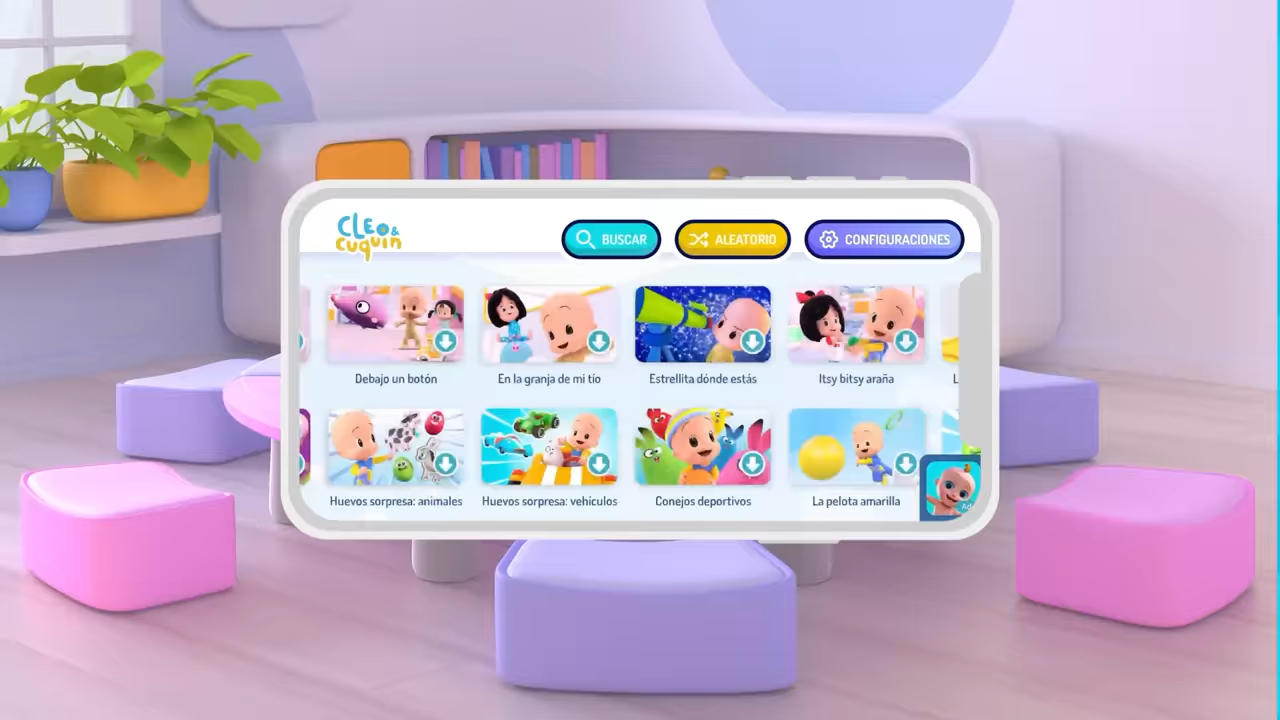 CLEO &
cuquin
BUSCAR
ALEATORIO
CONFIGURACIONES
Debajo un botón
En la granja de mi tío
Estrellita dónde estás
Itsy bitsy araña
L
Huevos sorpresa: animales
Huevos sorpresa: vehículos
Conejos deportivos
La pelota amarilla
Ad